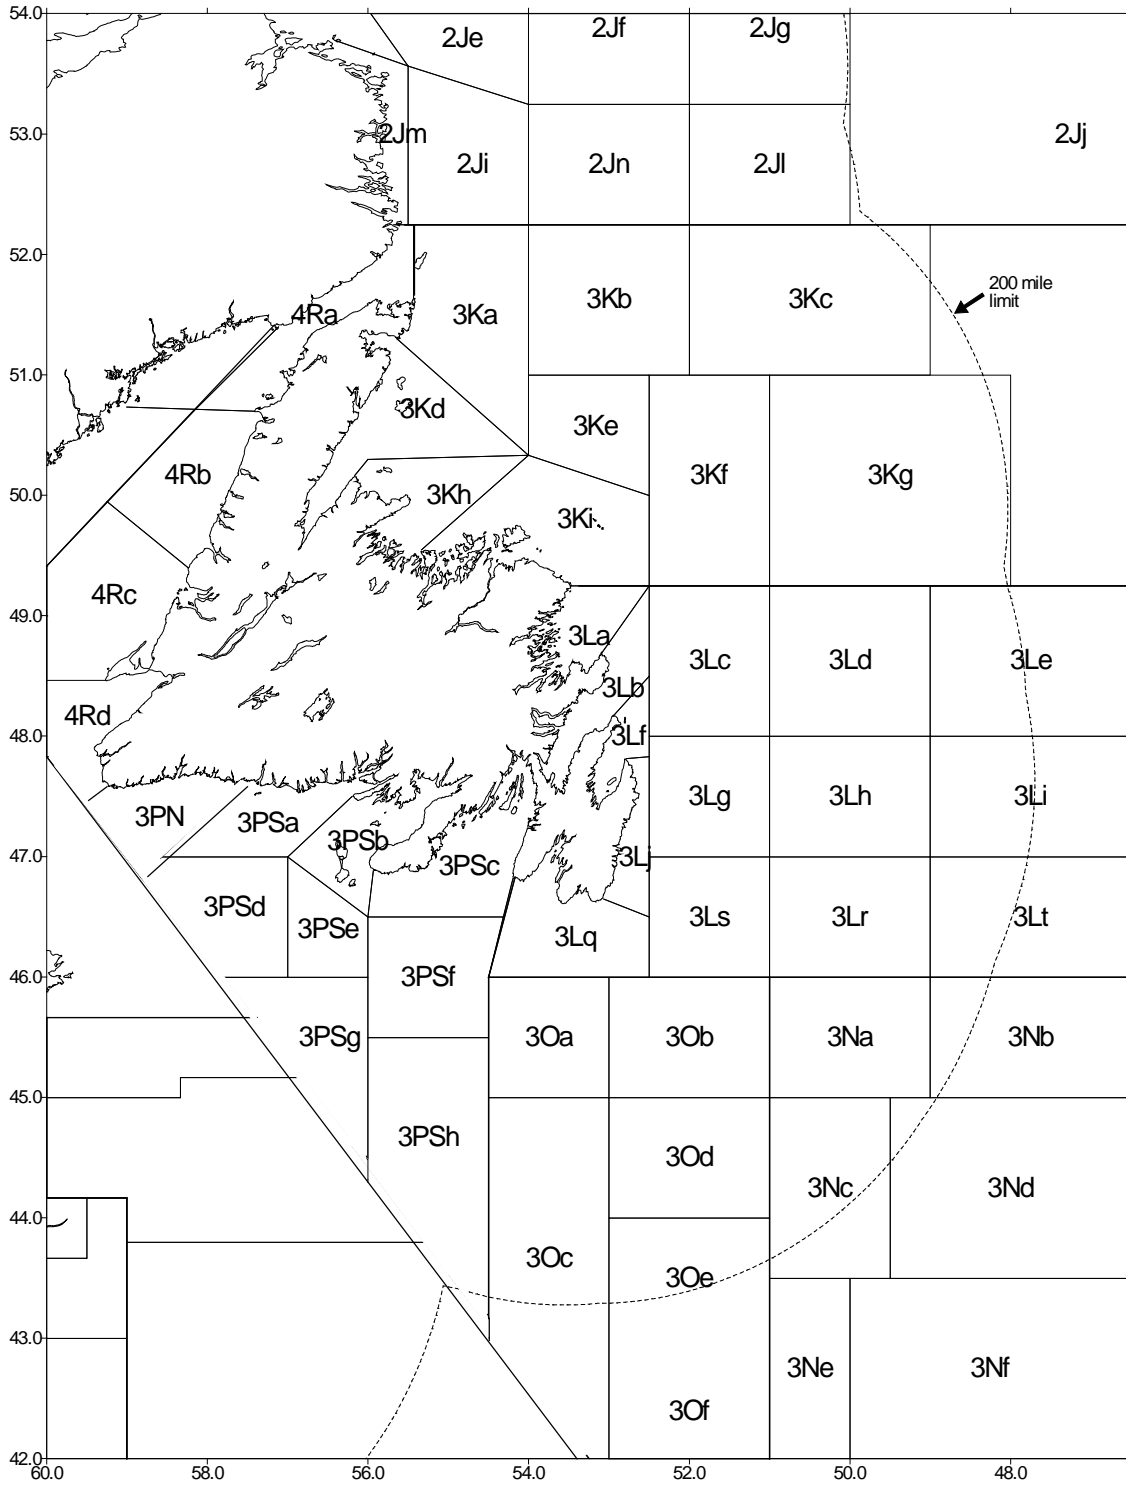 54.0
2Je
2Jf
2Jg
53.0
2Jm
2Ji
2Jn
2Jl
2Jj
52.0
4Ra
3Ka
3Kb
3Kc
200 mile
limit
51.0
3Kd
3Ke
4Rb
50.0
3Kh
3Ki
3Kf
3Kg
4Rc
49.0
3La
3Lb
3Lc
3Ld
3Le
4Rd
48.0
3Lf
3PN
3PSa
3PSb
3PSc
3Lg
3Lh
3Li
47.0
3Lj
3PSd
3PSe
3Lq
3Ls
3Lr
3Lt
46.0
3PSf
3PSg
3Oa
3Ob
3Na
3Nb
45.0
3PSh
3Od
3Nc
3Nd
44.0
3Oc
3Oe
43.0
3Ne
3Nf
3Of
42.0
60.0 58.0 56.0 54.0 52.0 50.0 48.0